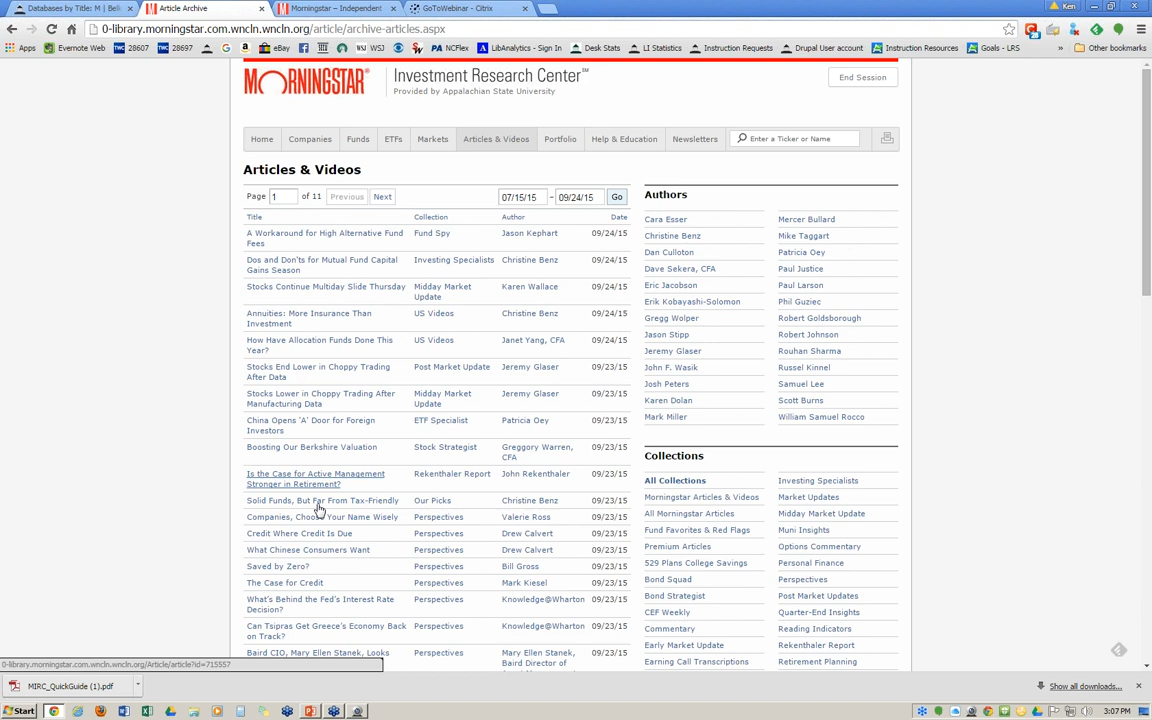 Databases by Title: M | Bell
Article Archive
Morningstar – Independent
GoToWebinar - Citrix
Ken
0-library.morningstar.com.wncln.wncln.org/article/archive-articles.aspx
Apps Evernote Web 28607 28697 eBay WSJ PAC NCFlex LibAnalytics - Sign In Desk Stats LI Statistics Instruction Requests Drupal User account Instruction Resources Goals - LRS » Other bookmarks
MORNINGSTAR®
Investment Research Center℠
Provided by Appalachian State University
End Session
Home Companies Funds ETFs Markets Articles & Videos Portfolio Help & Education Newsletters Enter a Ticker or Name
Articles & Videos
Page 1 of 11 Previous Next 07/15/15 – 09/24/15 Go
Title Collection Author Date
A Workaround for High Alternative Fund Fees Fund Spy Jason Kephart 09/24/15
Dos and Don'ts for Mutual Fund Capital Gains Season Investing Specialists Christine Benz 09/24/15
Stocks Continue Multiday Slide Thursday Midday Market Update Karen Wallace 09/24/15
Annuities: More Insurance Than Investment US Videos Christine Benz 09/24/15
How Have Allocation Funds Done This Year? US Videos Janet Yang, CFA 09/24/15
Stocks End Lower in Choppy Trading After Data Post Market Update Jeremy Glaser 09/23/15
Stocks Lower in Choppy Trading After Manufacturing Data Midday Market Update Jeremy Glaser 09/23/15
China Opens 'A' Door for Foreign Investors ETF Specialist Patricia Oey 09/23/15
Boosting Our Berkshire Valuation Stock Strategist Greggory Warren, CFA 09/23/15
Is the Case for Active Management Stronger in Retirement? Rekenthaler Report John Rekenthaler 09/23/15
Solid Funds, But Far From Tax-Friendly Our Picks Christine Benz 09/23/15
Companies, Choose Your Name Wisely Perspectives Valerie Ross 09/23/15
Credit Where Credit Is Due Perspectives Drew Calvert 09/23/15
What Chinese Consumers Want Perspectives Drew Calvert 09/23/15
Saved by Zero? Perspectives Bill Gross 09/23/15
The Case for Credit Perspectives Mark Kiesel 09/23/15
What's Behind the Fed's Interest Rate Decision? Perspectives Knowledge@Wharton 09/23/15
Can Tsipras Get Greece's Economy Back on Track? Perspectives Knowledge@Wharton 09/23/15
Baird CIO, Mary Ellen Stanek, Looks Perspectives Mary Ellen Stanek, Baird Director of 09/23/15
Authors
Cara Esser Mercer Bullard
Christine Benz Mike Taggart
Dan Culloton Patricia Oey
Dave Sekera, CFA Paul Justice
Eric Jacobson Paul Larson
Erik Kobayashi-Solomon Phil Guziec
Gregg Wolper Robert Goldsborough
Jason Stipp Robert Johnson
Jeremy Glaser Rouhan Sharma
John F. Wasik Russel Kinnel
Josh Peters Samuel Lee
Karen Dolan Scott Burns
Mark Miller William Samuel Rocco
Collections
All Collections Investing Specialists
Morningstar Articles & Videos Market Updates
All Morningstar Articles Midday Market Update
Fund Favorites & Red Flags Muni Insights
Premium Articles Options Commentary
529 Plans College Savings Personal Finance
Bond Squad Perspectives
Bond Strategist Post Market Updates
CEF Weekly Quarter-End Insights
Commentary Reading Indicators
Early Market Update Rekenthaler Report
Earning Call Transcripts Retirement Planning
0-library.morningstar.com.wncln.wncln.org/Article/article?id=715557
MIRC_QuickGuide (1).pdf
Show all downloads...
Start
3:07 PM